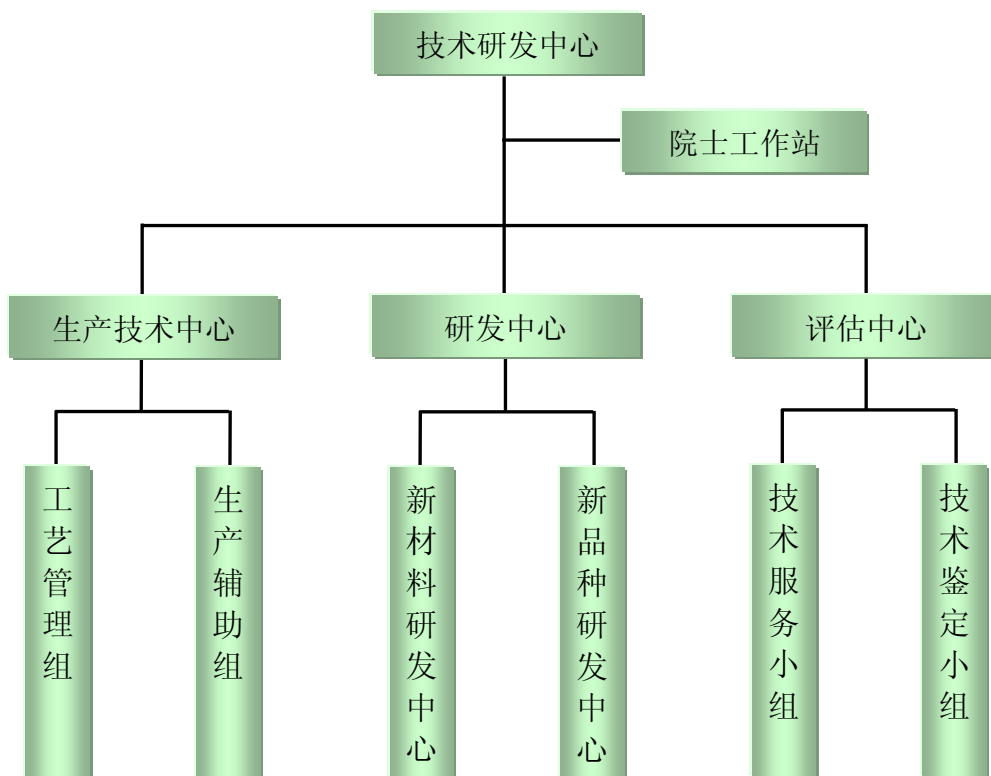 技术研发中心
院士工作站
生产技术中心
研发中心
评估中心
工艺管理组
生产辅助组
新材料研发中心
新品种研发中心
技术服务小组
技术鉴定小组